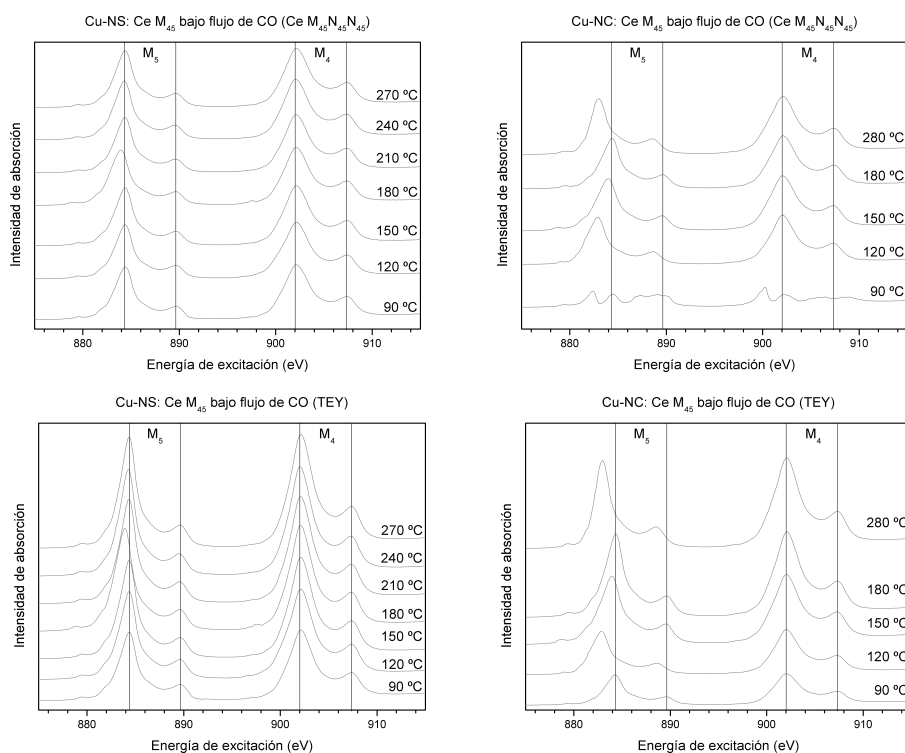 Cu-NS: Ce M45 bajo flujo de CO (Ce M45N45N45)
M5
M4
270 ºC
240 ºC
210 ºC
180 ºC
150 ºC
120 ºC
90 ºC
Intensidad de absorción
880 890 900 910
Energía de excitación (eV)
Cu-NC: Ce M45 bajo flujo de CO (Ce M45N45N45)
M5
M4
280 ºC
180 ºC
150 ºC
120 ºC
90 ºC
Intensidad de absorción
880 890 900 910
Energía de excitación (eV)
Cu-NS: Ce M45 bajo flujo de CO (TEY)
M5
M4
270 ºC
240 ºC
210 ºC
180 ºC
150 ºC
120 ºC
90 ºC
Intensidad de absorción
880 890 900 910
Energía de excitación (eV)
Cu-NC: Ce M45 bajo flujo de CO (TEY)
M5
M4
280 ºC
180 ºC
150 ºC
120 ºC
90 ºC
Intensidad de absorción
880 890 900 910
Energía de excitación (eV)